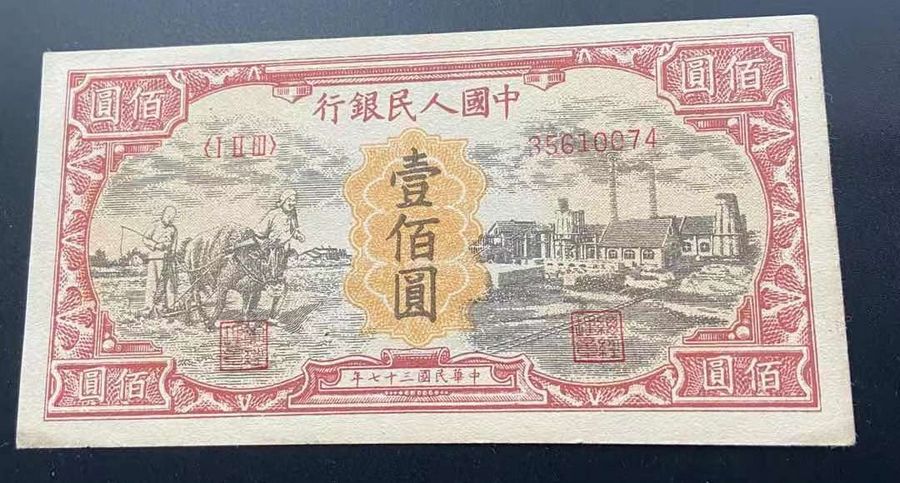 佰圓
佰圓
中國人民銀行
〈I II III〉
35610074
壹佰圓
中華民國三十七年
佰圓
佰圓